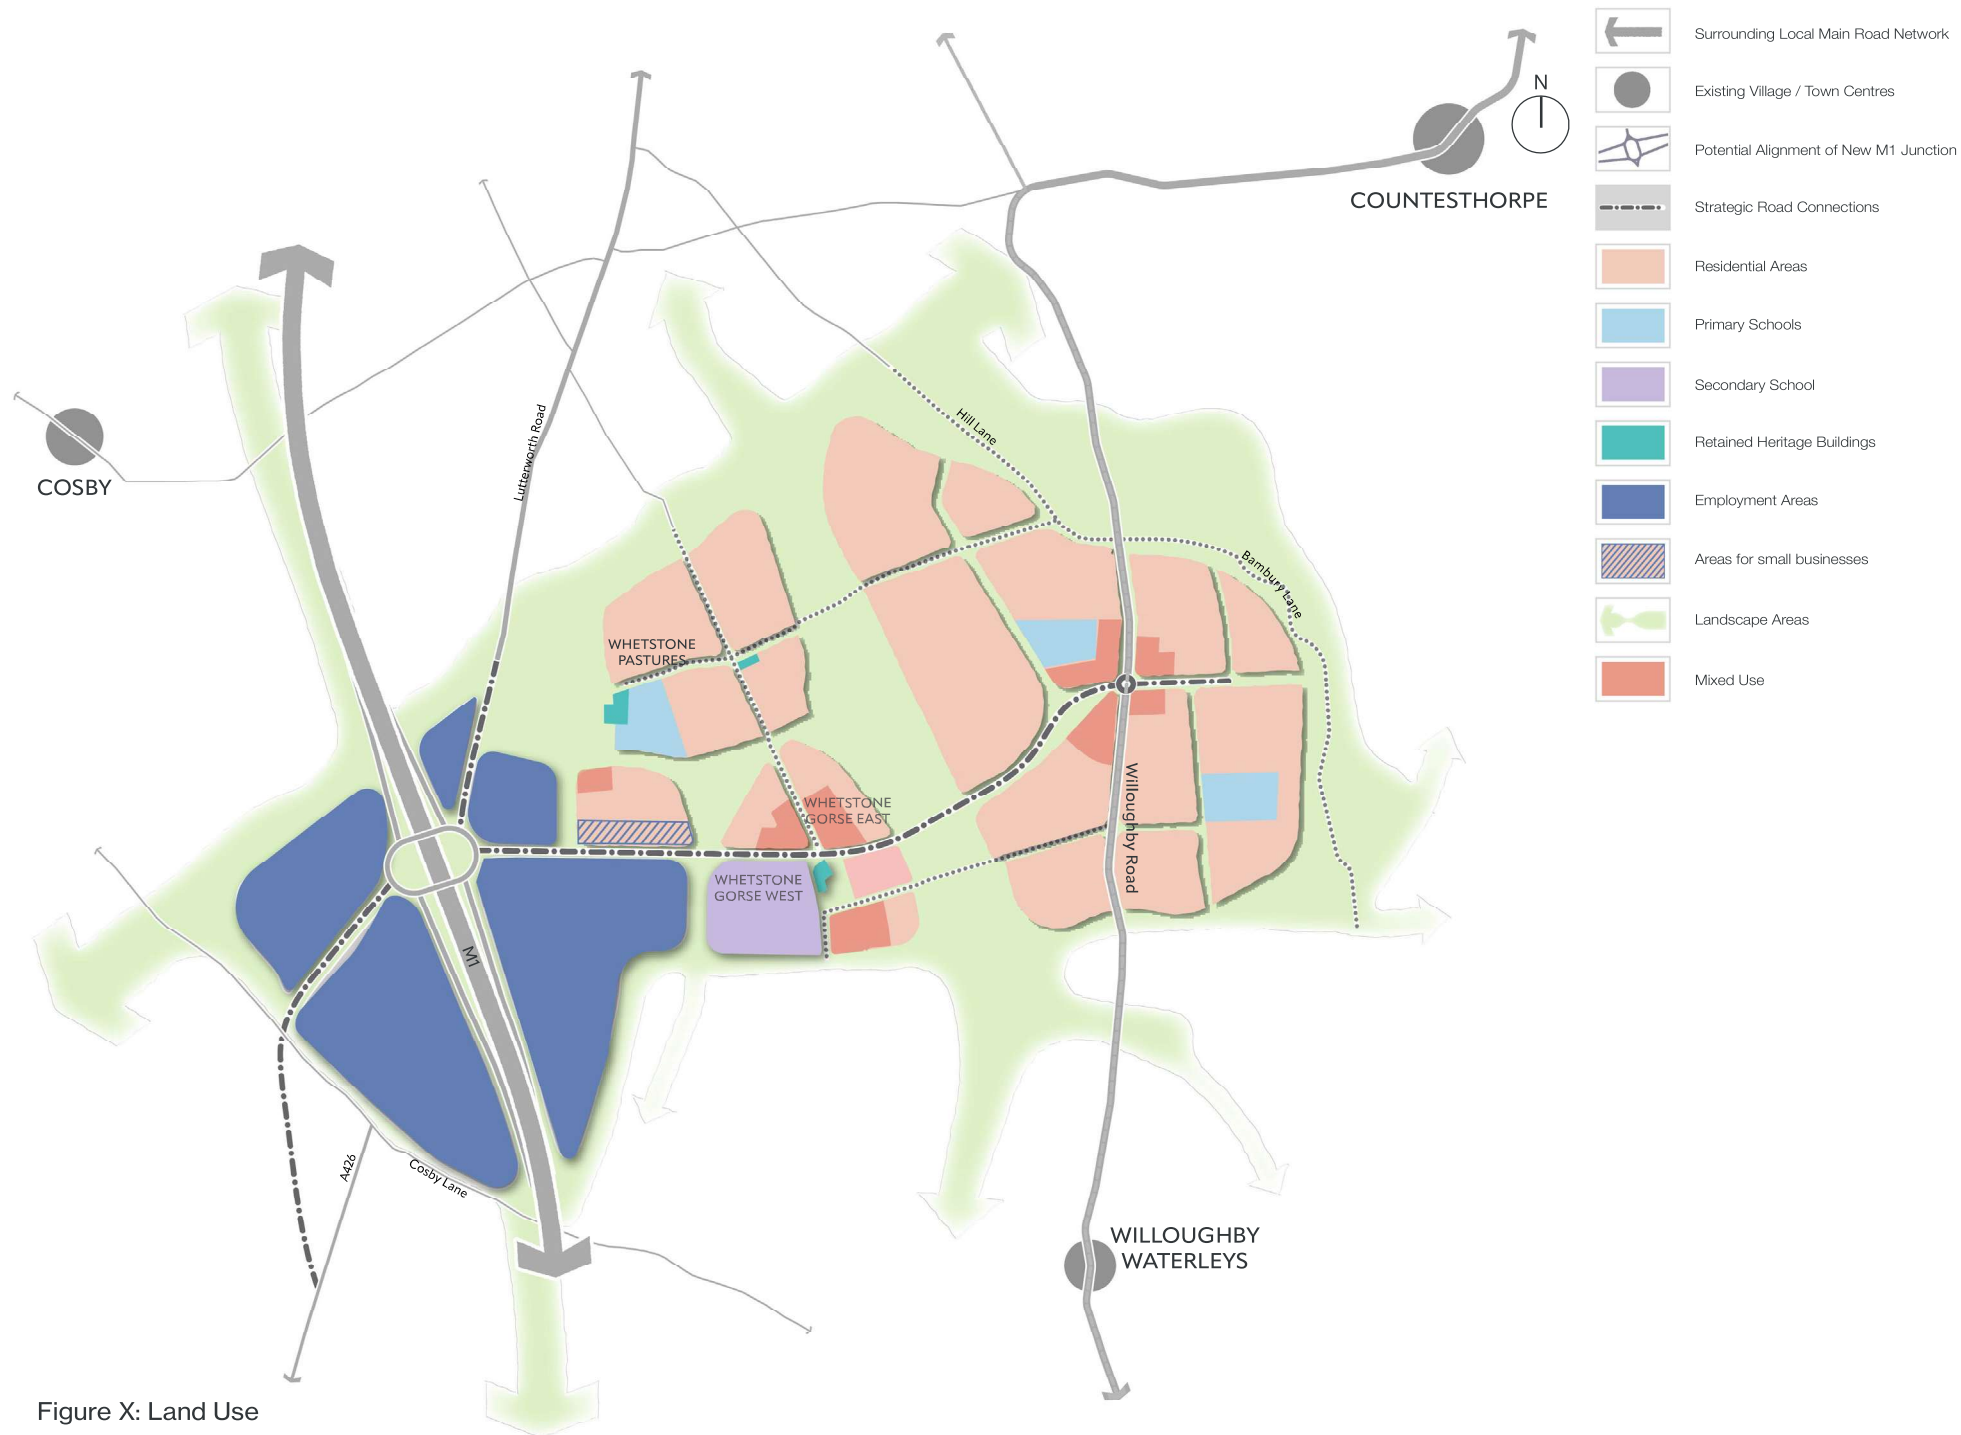 N
COUNTESTHORPE
COSBY
Lutterworth Road
Hill Lane
Bambury Lane
WHETSTONE
PASTURES
WHETSTONE
GORSE EAST
WHETSTONE
GORSE WEST
Willoughby Road
M1
A426
Cosby Lane
WILLOUGHBY
WATERLEYS
Figure X: Land Use
Surrounding Local Main Road Network
Existing Village / Town Centres
Potential Alignment of New M1 Junction
Strategic Road Connections
Residential Areas
Primary Schools
Secondary School
Retained Heritage Buildings
Employment Areas
Areas for small businesses
Landscape Areas
Mixed Use